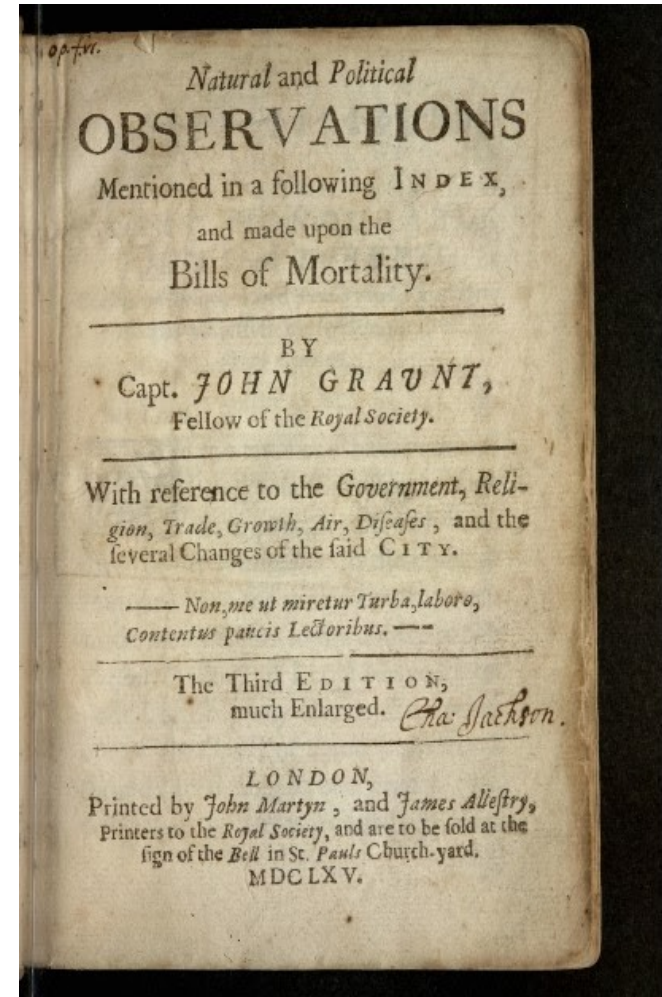 op.f.vi.
Natural and Political
OBSERVATIONS
Mentioned in a following INDEX,
and made upon the
Bills of Mortality.
BY
Capt. JOHN GRAVNT,
Fellow of the Royal Society.
With reference to the Government, Reli-
gion, Trade, Growth, Air, Diſeaſes, and the
ſeveral Changes of the ſaid CITY.
—— Non, me ut miretur Turba, laboro,
Contentus paucis Lectoribus. ——
The Third EDITION,
much Enlarged.
Cha: Jackson.
LONDON,
Printed by John Martyn, and James Alleſtry,
Printers to the Royal Society, and are to be ſold at the
ſign of the Bell in St. Pauls Church-yard.
MDCLXV.